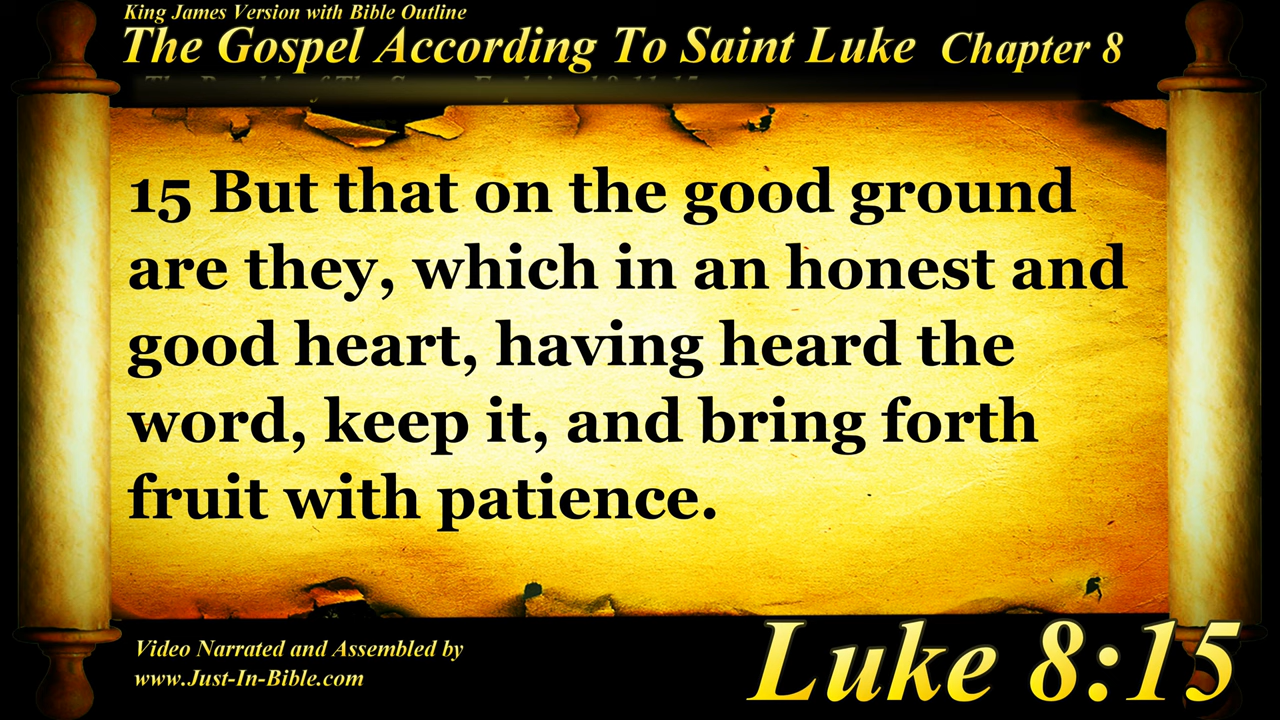 King James Version with Bible Outline
The Gospel According To Saint Luke Chapter 8
15 But that on the good ground
are they, which in an honest and
good heart, having heard the
word, keep it, and bring forth
fruit with patience.
Video Narrated and Assembled by
www.Just-In-Bible.com
Luke 8:15